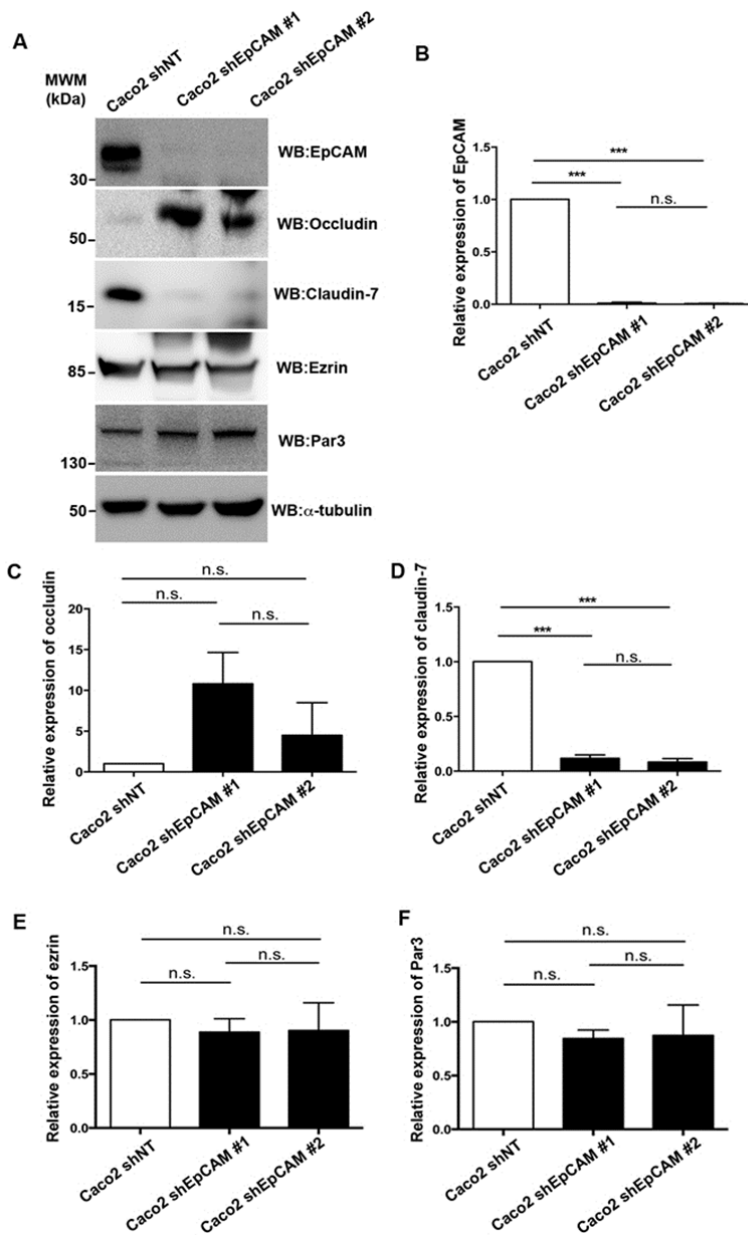 A
MWM
(kDa)
Caco2 shNT
Caco2 shEpCAM #1
Caco2 shEpCAM #2
30
WB:EpCAM
50
WB:Occludin
15
WB:Claudin-7
85
WB:Ezrin
130
WB:Par3
50
WB:α-tubulin
B
Relative expression of EpCAM
1.5
1.0
0.5
0.0
***
***
n.s.
Caco2 shNT
Caco2 shEpCAM #1
Caco2 shEpCAM #2
C
Relative expression of occludin
20
15
10
5
0
n.s.
n.s.
n.s.
Caco2 shNT
Caco2 shEpCAM #1
Caco2 shEpCAM #2
D
Relative expression of claudin-7
1.5
1.0
0.5
0.0
***
***
n.s.
Caco2 shNT
Caco2 shEpCAM #1
Caco2 shEpCAM #2
E
Relative expression of ezrin
1.5
1.0
0.5
0.0
n.s.
n.s.
n.s.
Caco2 shNT
Caco2 shEpCAM #1
Caco2 shEpCAM #2
F
Relative expression of Par3
1.5
1.0
0.5
0.0
n.s.
n.s.
n.s.
Caco2 shNT
Caco2 shEpCAM #1
Caco2 shEpCAM #2